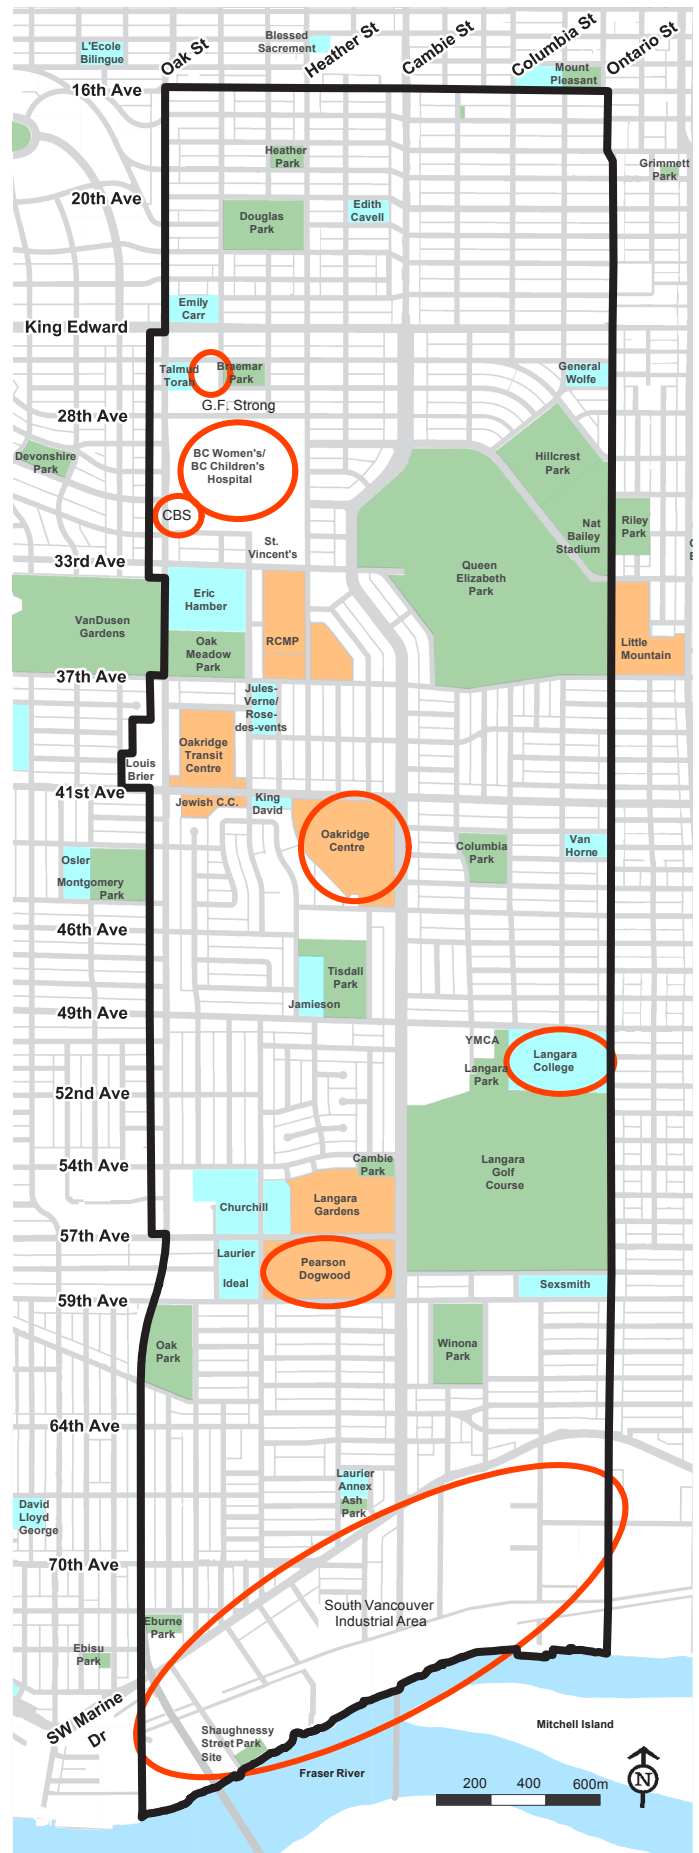 Blessed
Sacrement
L'Ecole
Bilingue
Oak St
Heather St
Cambie St
Columbia St
Ontario St
Mount
Pleasant
16th Ave
Heather
Park
Grimmett
Park
20th Ave
Edith
Cavell
Douglas
Park
Emily
Carr
King Edward
Talmud
Torah
Braemar
Park
General
Wolfe
G.F. Strong
28th Ave
Devonshire
Park
BC Women's/
BC Children's
Hospital
Hillcrest
Park
CBS
Nat
Bailey
Stadium
Riley
Park
St.
Vincent's
33rd Ave
Queen
Elizabeth
Park
Eric
Hamber
VanDusen
Gardens
Oak
Meadow
Park
RCMP
Little
Mountain
37th Ave
Jules-
Verne/
Rose-
des-vents
Oakridge
Transit
Centre
Louis
Brier
41st Ave
Jewish C.C.
King
David
Oakridge
Centre
Columbia
Park
Van
Horne
Osler
Montgomery
Park
46th Ave
Tisdall
Park
Jamieson
49th Ave
YMCA
Langara
College
Langara
Park
52nd Ave
54th Ave
Cambie
Park
Langara
Golf
Course
Langara
Gardens
Churchill
57th Ave
Laurier
Pearson
Dogwood
Ideal
Sexsmith
59th Ave
Oak
Park
Winona
Park
64th Ave
Laurier
Annex
Ash
Park
David
Lloyd
George
70th Ave
South Vancouver
Industrial Area
Eburne
Park
Ebisu
Park
SW Marine
Dr
Shaughnessy
Street Park
Site
Mitchell Island
Fraser River
N
200
400
600m